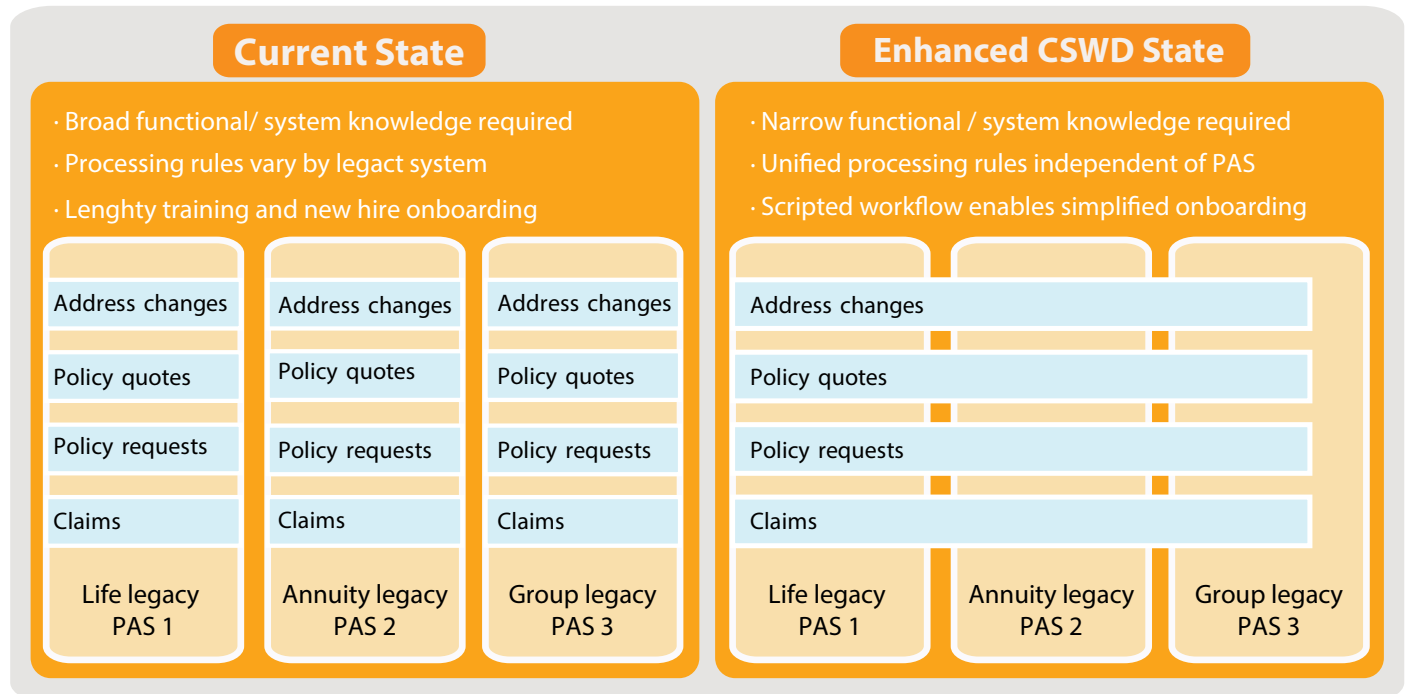 Current State
· Broad functional/ system knowledge required
· Processing rules vary by legact system
· Lenghty training and new hire onboarding
Address changes
Policy quotes
Policy requests
Claims
Life legacy
PAS 1
Address changes
Policy quotes
Policy requests
Claims
Annuity legacy
PAS 2
Address changes
Policy quotes
Policy requests
Claims
Group legacy
PAS 3
Enhanced CSWD State
· Narrow functional / system knowledge required
· Unified processing rules independent of PAS
· Scripted workflow enables simplified onboarding
Address changes
Policy quotes
Policy requests
Claims
Life legacy
PAS 1
Annuity legacy
PAS 2
Group legacy
PAS 3